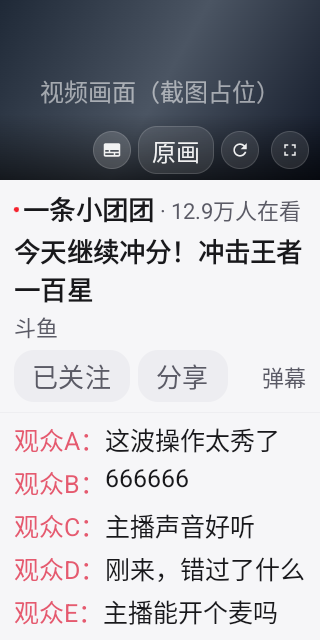 视频画面（截图占位）
原画
一条小团团 · 12.9万人在看
今天继续冲分！冲击王者
一百星
斗鱼
已关注 分享 弹幕
观众A：这波操作太秀了
观众B：666666
观众C：主播声音好听
观众D：刚来，错过了什么
观众E：主播能开个麦吗